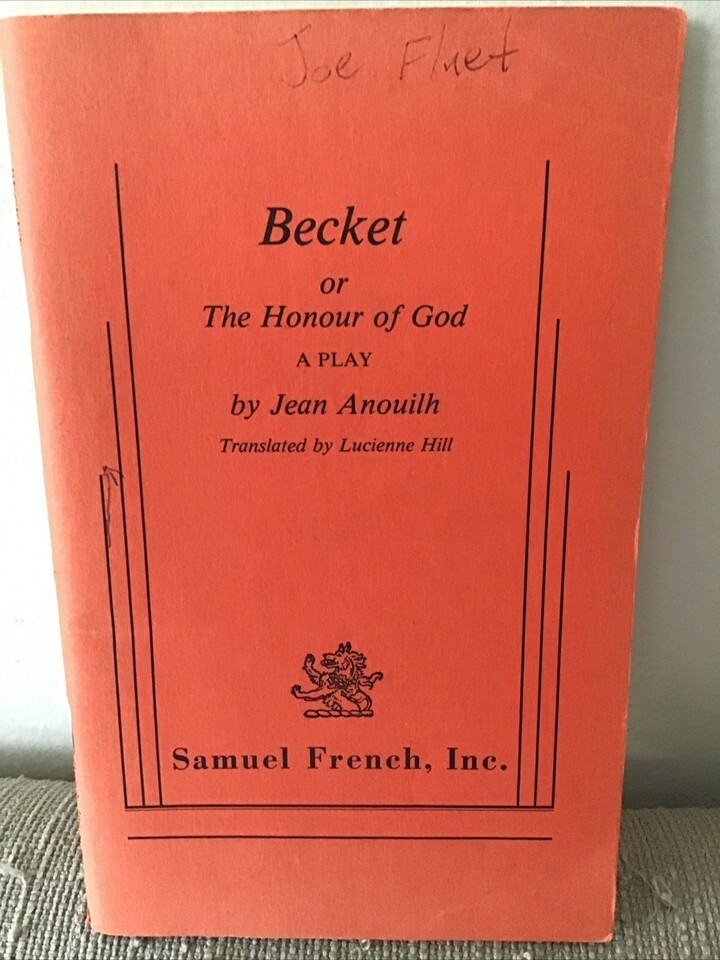 Joe Fluet
Becket
or
The Honour of God
A PLAY
by Jean Anouilh
Translated by Lucienne Hill
Samuel French, Inc.